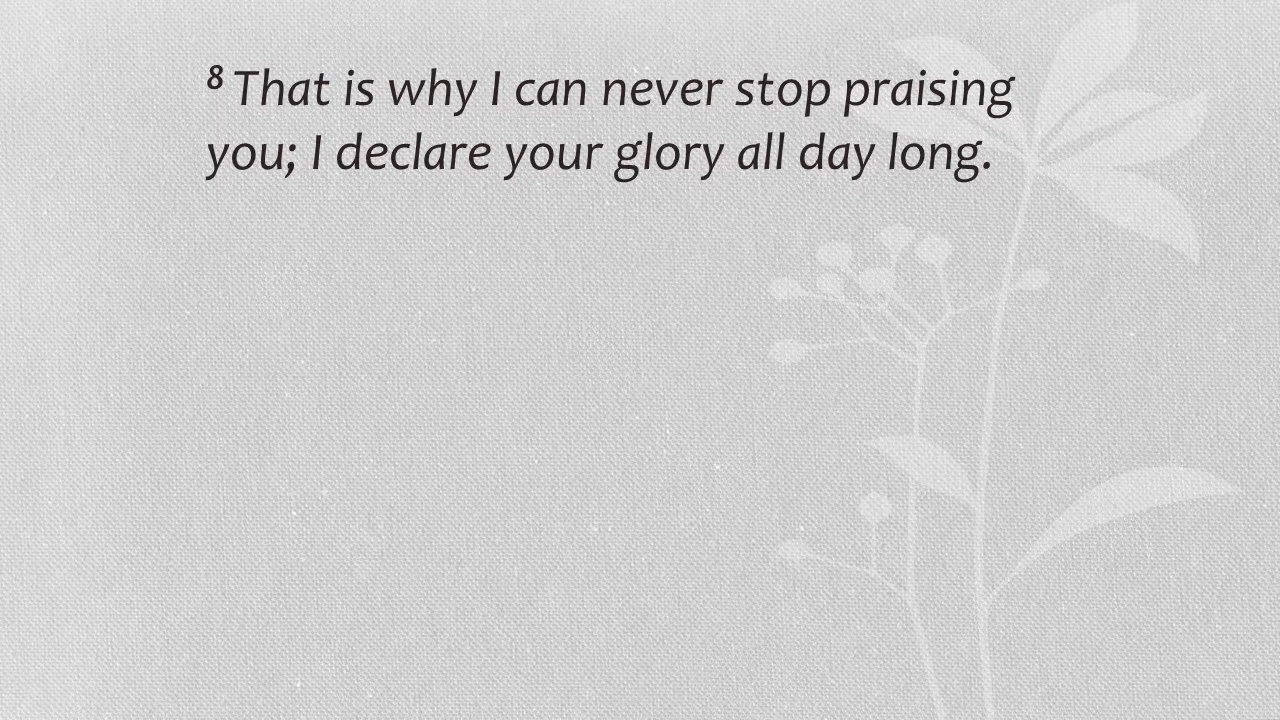 ⁸ That is why I can never stop praising
you; I declare your glory all day long.